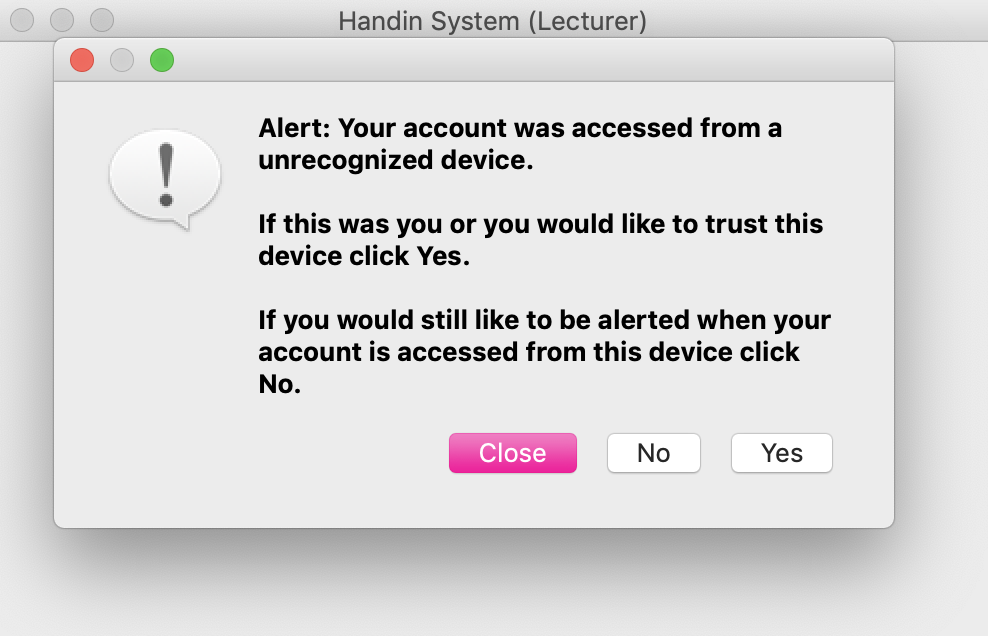 Handin System (Lecturer)
Alert: Your account was accessed from a
unrecognized device.
If this was you or you would like to trust this
device click Yes.
If you would still like to be alerted when your
account is accessed from this device click
No.
Close No Yes